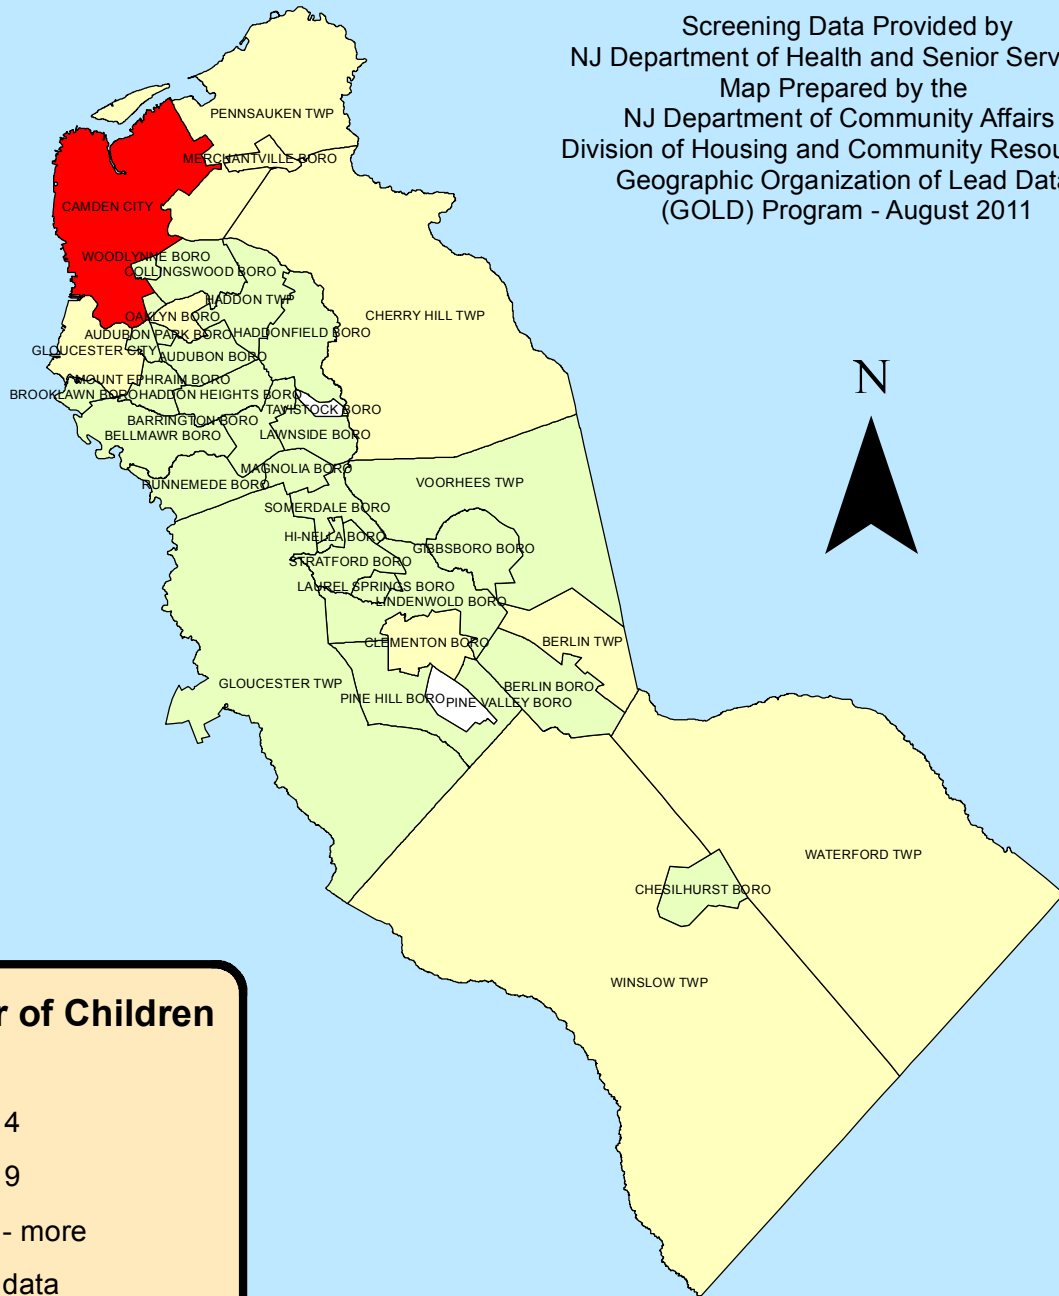 Screening Data Provided by
NJ Department of Health and Senior Serv
Map Prepared by the
NJ Department of Community Affairs
Division of Housing and Community Resou
Geographic Organization of Lead Data
(GOLD) Program - August 2011
PENNSAUKEN TWP
MERCHANTVILLE BORO
CAMDEN CITY
WOODLYNNE BORO
COLLINGSWOOD BORO
HADDON TWP
OAKLYN BORO
CHERRY HILL TWP
AUDUBON PARK BORO
HADDONFIELD BORO
GLOUCESTER CITY
AUDUBON BORO
MOUNT EPHRAIM BORO
BROOKLAWN BORO
HADDON HEIGHTS BORO
TAVISTOCK BORO
BARRINGTON BORO
BELLMAWR BORO
LAWNSIDE BORO
MAGNOLIA BORO
RUNNEMEDE BORO
VOORHEES TWP
SOMERDALE BORO
HI-NELLA BORO
GIBBSBORO BORO
STRATFORD BORO
LAUREL SPRINGS BORO
LINDENWOLD BORO
CLEMENTON BORO
BERLIN TWP
GLOUCESTER TWP
BERLIN BORO
PINE HILL BORO
PINE VALLEY BORO
WATERFORD TWP
CHESILHURST BORO
WINSLOW TWP
N
r of Children
4
9
- more
data